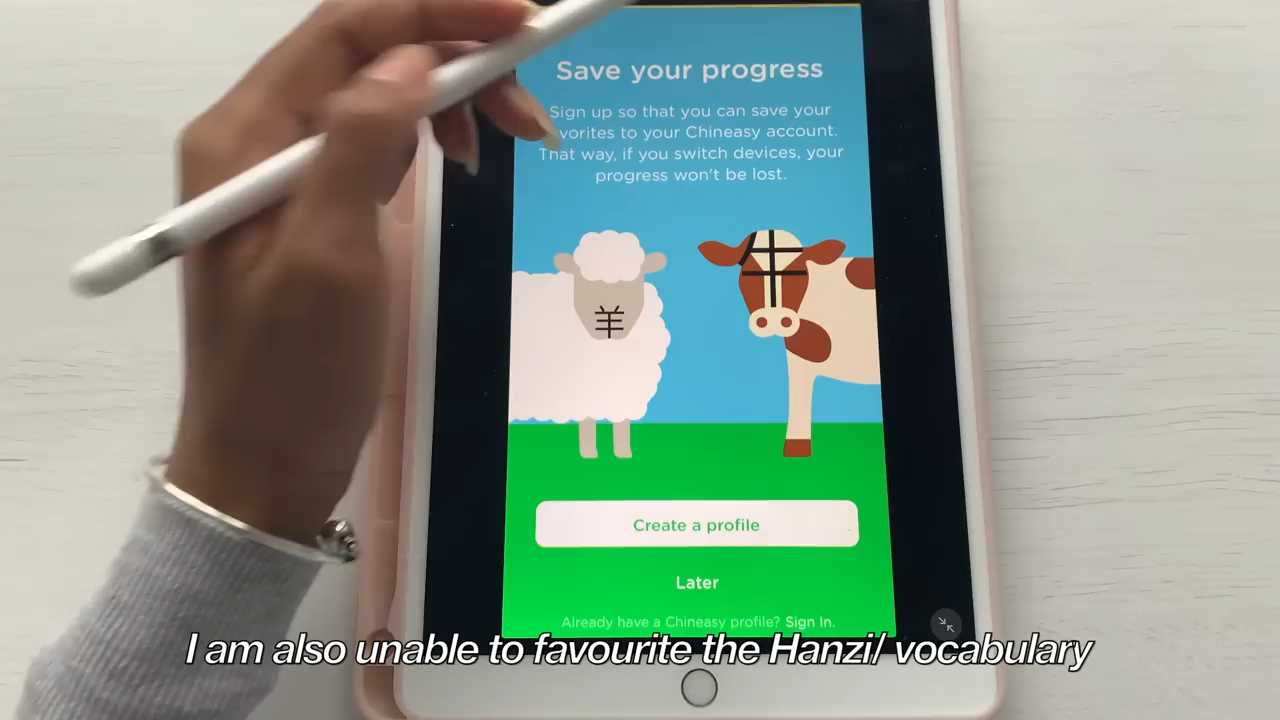 Save your progress
Sign up so that you can save your
vorites to your Chineasy account.
That way, if you switch devices, your
progress won't be lost.
羊
Create a profile
Later
Already have a Chineasy profile? Sign In.
I am also unable to favourite the Hanzi/ vocabulary